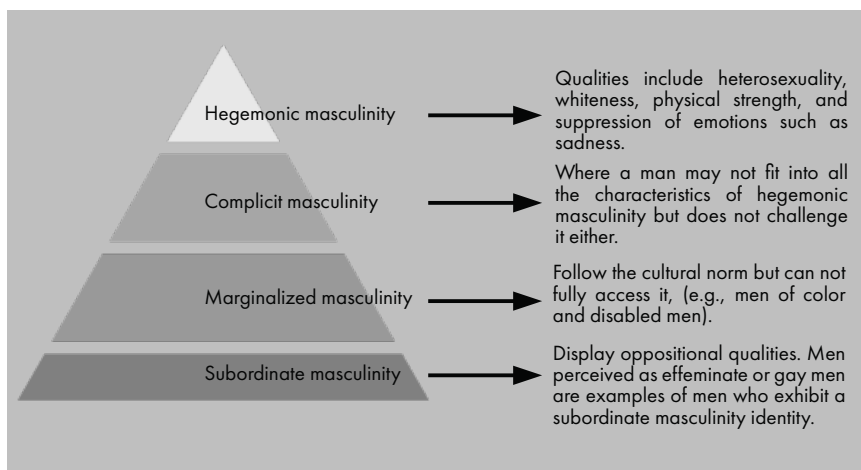 Hegemonic masculinity
Qualities include heterosexuality,
whiteness, physical strength, and
suppression of emotions such as
sadness.
Complicit masculinity
Where a man may not fit into all
the characteristics of hegemonic
masculinity but does not challenge
it either.
Marginalized masculinity
Follow the cultural norm but can not
fully access it, (e.g., men of color
and disabled men).
Subordinate masculinity
Display oppositional qualities. Men
perceived as effeminate or gay men
are examples of men who exhibit a
subordinate masculinity identity.